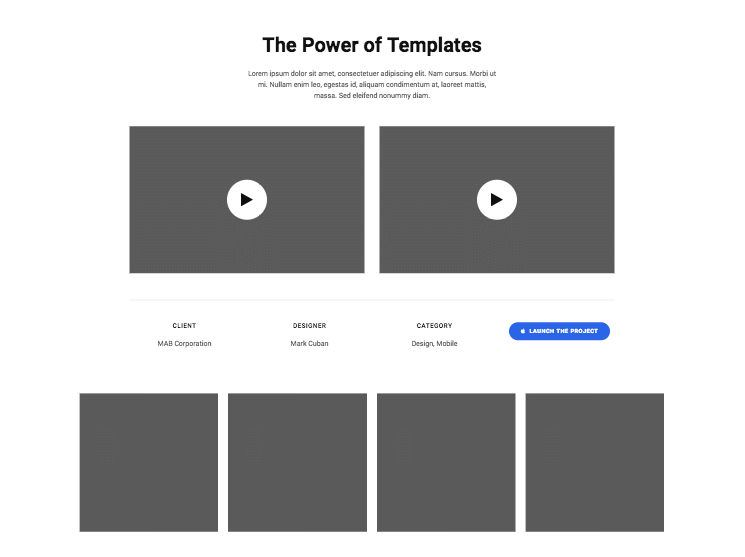 The Power of Templates
Lorem ipsum dolor sit amet, consectetuer adipiscing elit. Nam cursus. Morbi ut
mi. Nullam enim leo, egestas id, aliquam condimentum at, laoreet mattis,
massa. Sed eleifend nonummy diam.
CLIENT
MAB Corporation
DESIGNER
Mark Cuban
CATEGORY
Design, Mobile
LAUNCH THE PROJECT